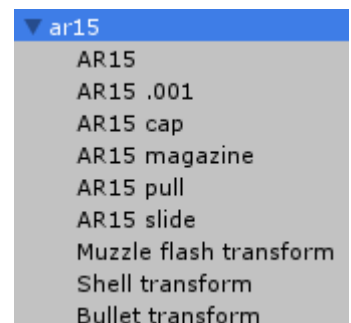 ar15
AR15
AR15 .001
AR15 cap
AR15 magazine
AR15 pull
AR15 slide
Muzzle flash transform
Shell transform
Bullet transform